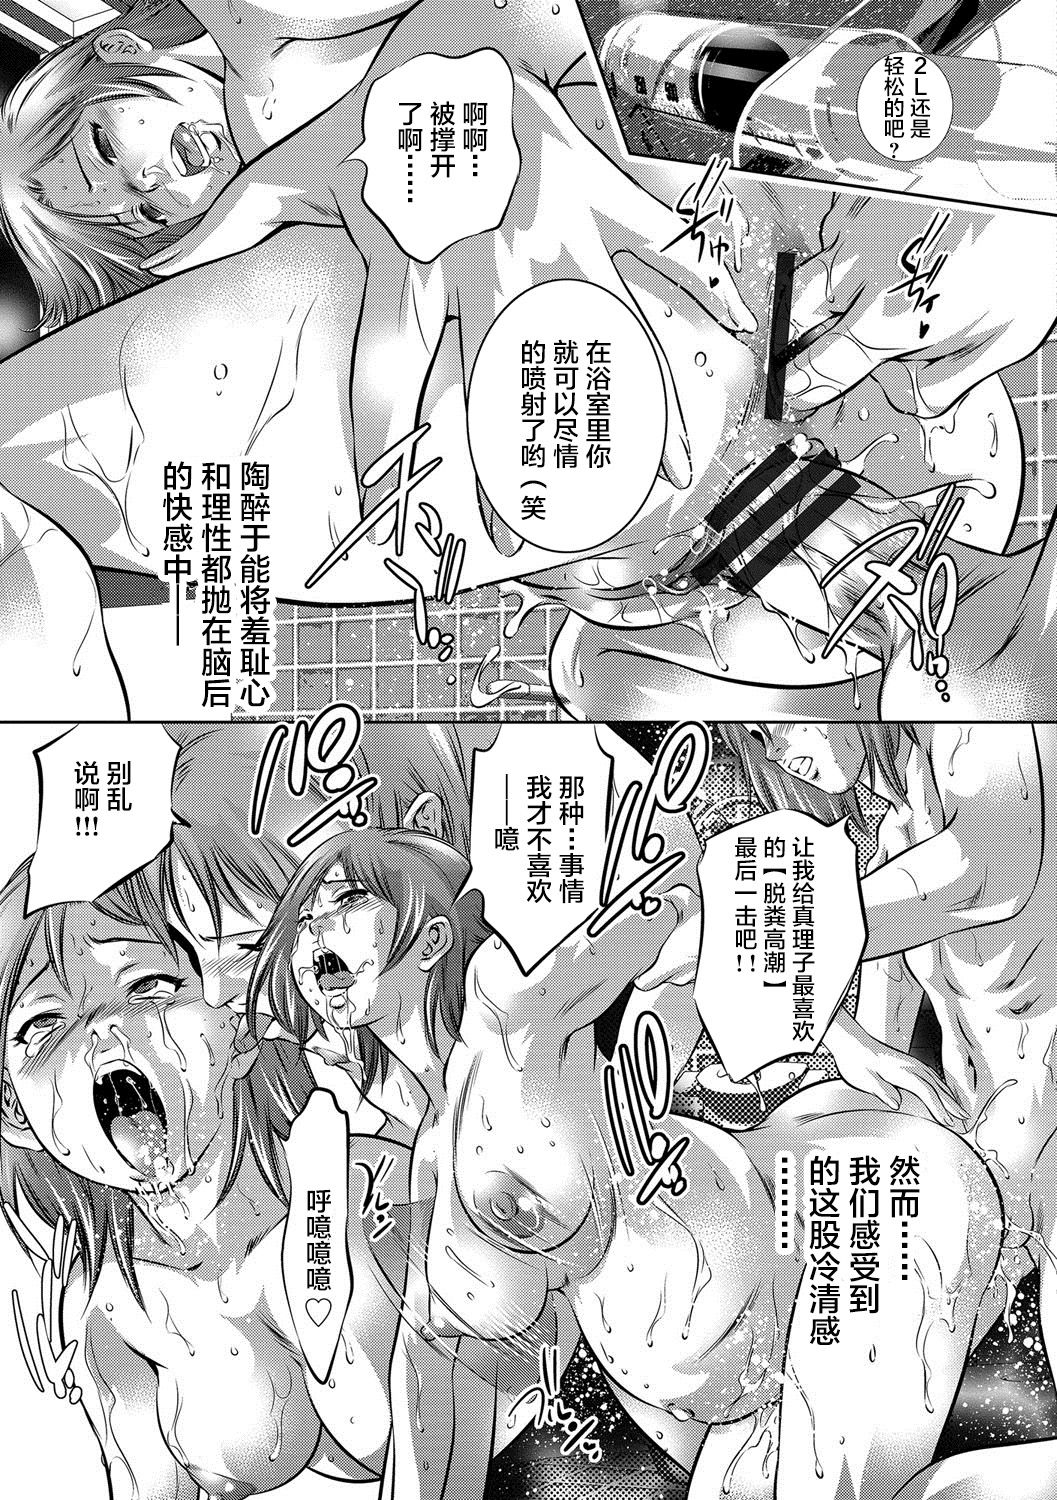 2L还是
轻松的吧?
啊啊…
被撑开
了啊……
在浴室里你
就可以尽情
的喷射了哟(笑
陶醉于能将羞耻心
和理性都抛在脑后
的快感中——
让我给真理子最喜欢
的【脱粪高潮】
最后一击吧!!
那种…事情
我才不喜欢
——噫
别乱
说啊!!!
呼噫噫噫♡
然而……
我们感受到
的这股冷清感
………